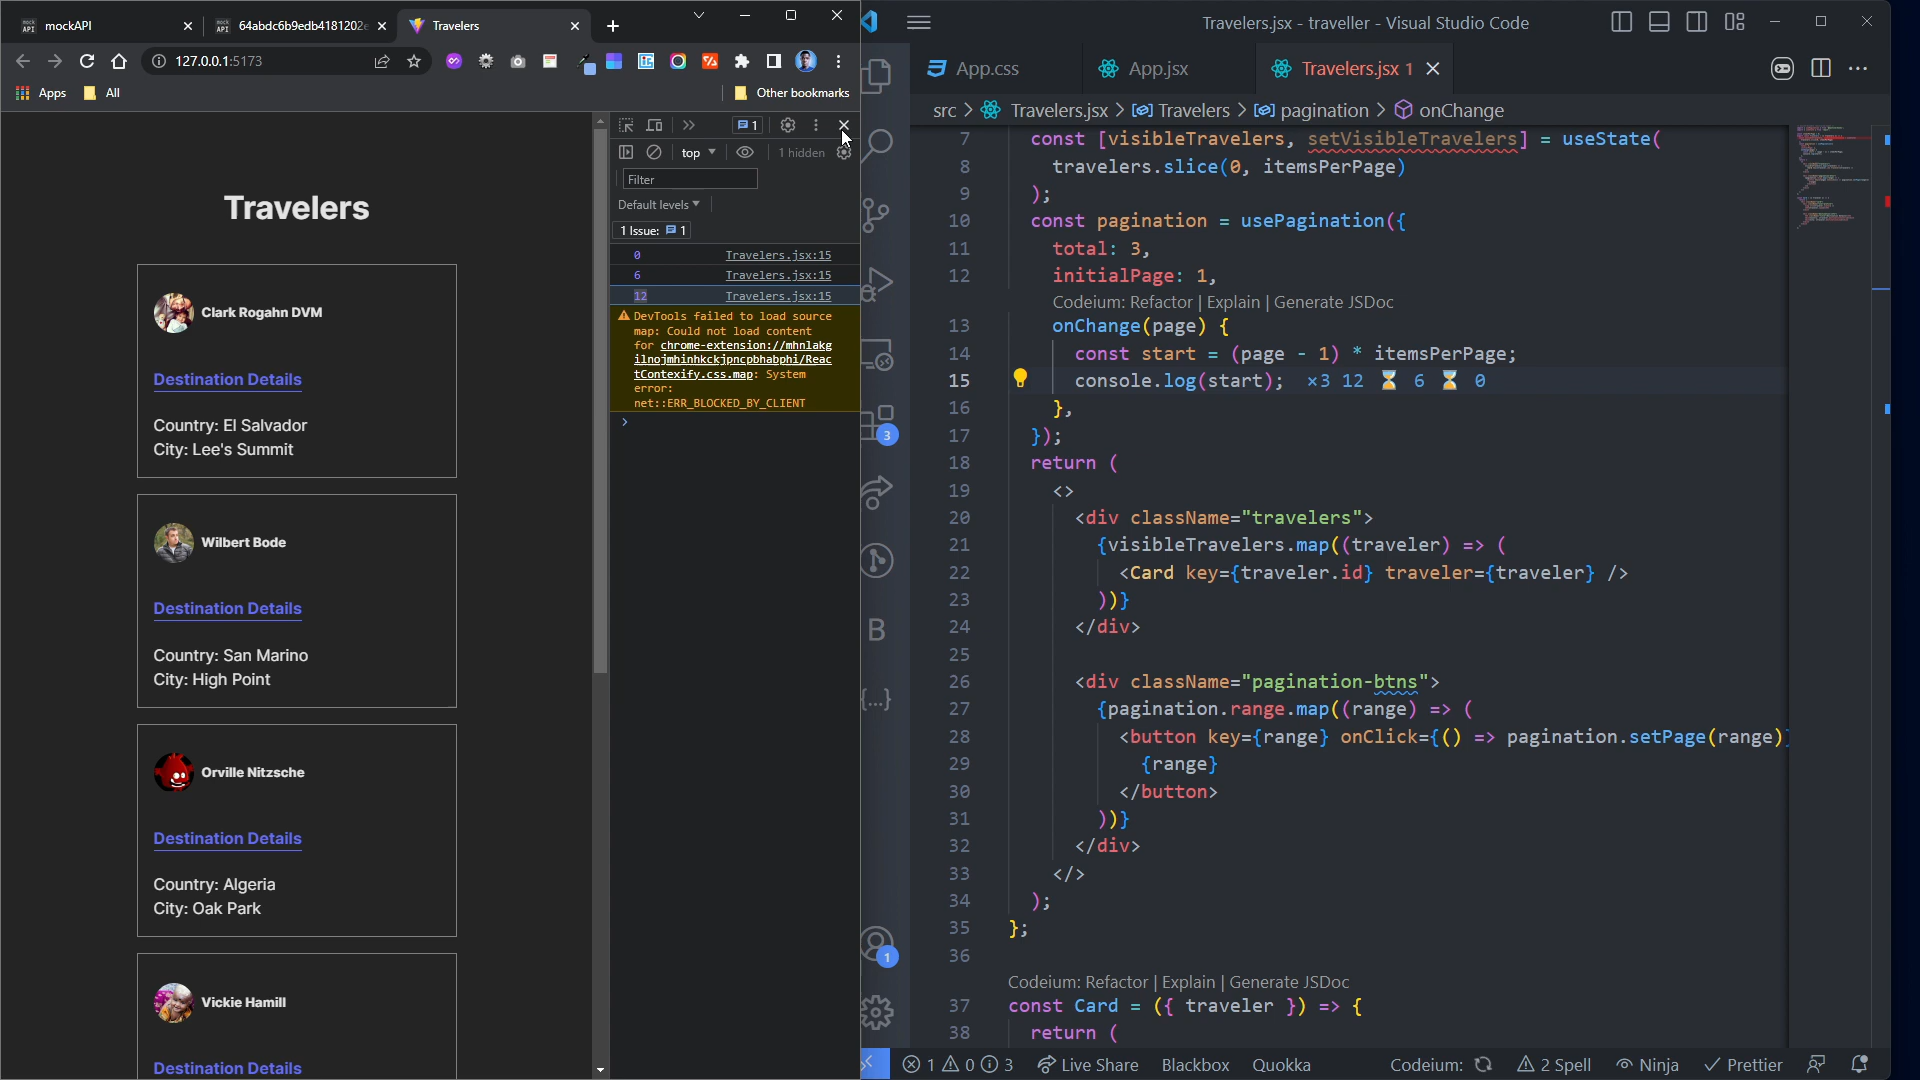 mockAPI
64abdc6b9edb4181202
Travelers
127.0.0.1:5173
Apps
All
Other bookmarks
Travelers
Clark Rogahn DVM
Destination Details
Country: El Salvador
City: Lee's Summit
Wilbert Bode
Destination Details
Country: San Marino
City: High Point
Orville Nitzsche
Destination Details
Country: Algeria
City: Oak Park
Vickie Hamill
Destination Details
1
top
1 hidden
Filter
Default levels
1 Issue: 1
0 Travelers.jsx:15
6 Travelers.jsx:15
12 Travelers.jsx:15
DevTools failed to load source
map: Could not load content
for chrome-extension://mhnlakg
ilnojmhinhkckjpncpbhabphi/Reac
tContexify.css.map: System
error:
net::ERR_BLOCKED_BY_CLIENT
Travelers.jsx - traveller - Visual Studio Code
App.css
App.jsx
Travelers.jsx 1
src > Travelers.jsx > Travelers > pagination > onChange
7 const [visibleTravelers, setVisibleTravelers] = useState(
8 travelers.slice(0, itemsPerPage)
9 );
10 const pagination = usePagination({
11 total: 3,
12 initialPage: 1,
Codeium: Refactor | Explain | Generate JSDoc
13 onChange(page) {
14 const start = (page - 1) * itemsPerPage;
15 console.log(start); ×3 12 ⌛ 6 ⌛ 0
16 },
17 });
18 return (
19 <>
20 <div className="travelers">
21 {visibleTravelers.map((traveler) => (
22 <Card key={traveler.id} traveler={traveler} />
23 ))}
24 </div>
25
26 <div className="pagination-btns">
27 {pagination.range.map((range) => (
28 <button key={range} onClick={() => pagination.setPage(range)}
29 {range}
30 </button>
31 ))}
32 </div>
33 </>
34 );
35 };
36
Codeium: Refactor | Explain | Generate JSDoc
37 const Card = ({ traveler }) => {
38 return (
3
B
{...}
1
1 0 3
Live Share
Blackbox
Quokka
Codeium:
2 Spell
Ninja
Prettier